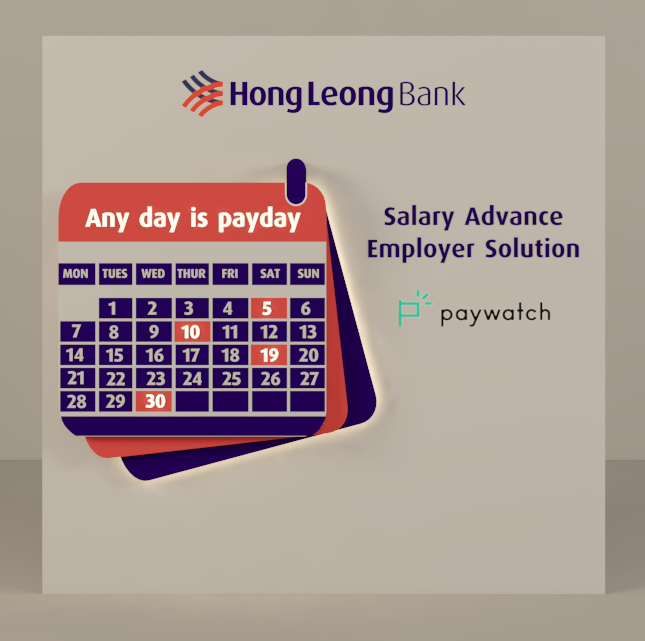 Hong Leong Bank
Any day is payday
MON TUES WED THUR FRI SAT SUN
1 2 3 4 5 6
7 8 9 10 11 12 13
14 15 16 17 18 19 20
21 22 23 24 25 26 27
28 29 30
Salary Advance
Employer Solution
paywatch